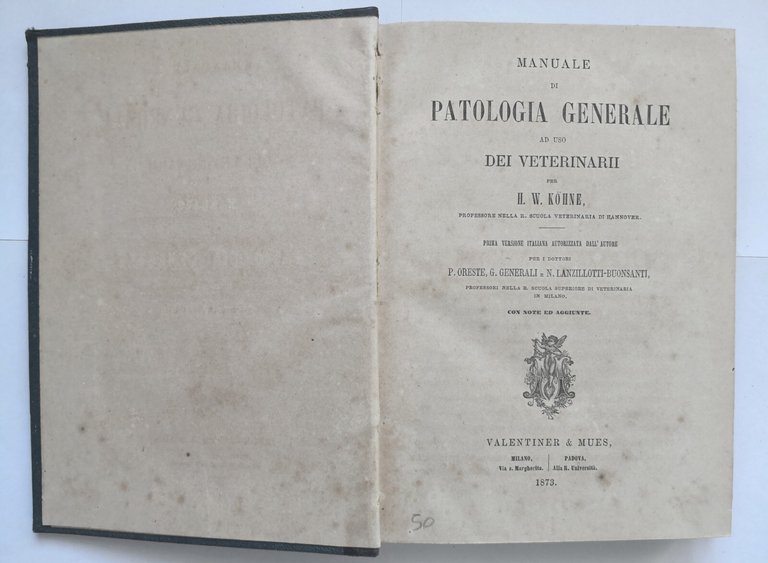 MANUALE
DI
PATOLOGIA GENERALE
AD USO
DEI VETERINARII
PER
H. W. KÖHNE,
PROFESSORE NELLA R. SCUOLA VETERINARIA DI HANNOVER.
PRIMA VERSIONE ITALIANA AUTORIZZATA DALL' AUTORE
PER I DOTTORI
P. ORESTE, G. GENERALI E N. LANZILLOTTI-BUONSANTI,
PROFESSORI NELLA R. SCUOLA SUPERIORE DI VETERINARIA
IN MILANO.
CON NOTE ED AGGIUNTE.
VALENTINER & MUES,
MILANO,
Via s. Margherita.
PADOVA,
Alla R. Università.
1873.
50